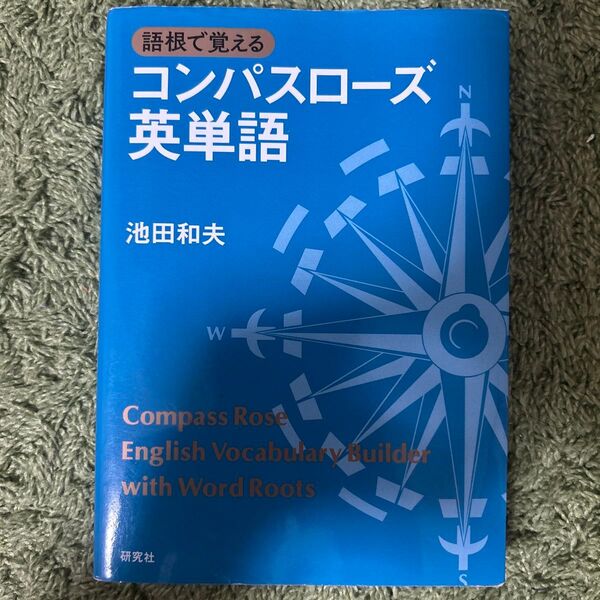 語根で覚える
コンパスローズ
英単語
池田和夫
N
W
Compass Rose
English Vocabulary Builder
with Word Roots
研究社
S